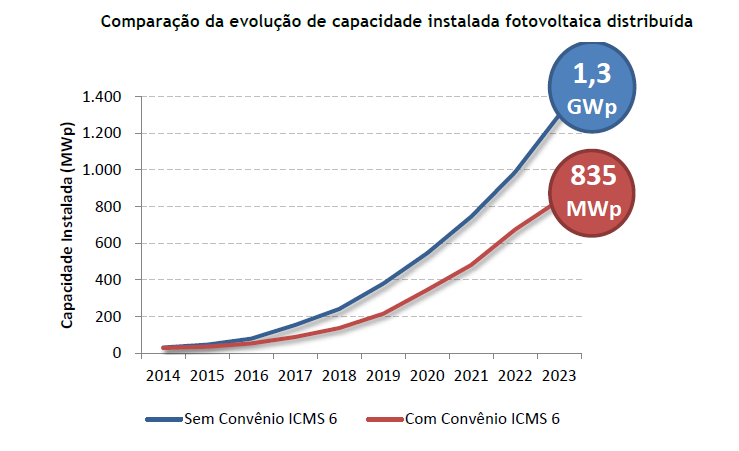 Comparação da evolução de capacidade instalada fotovoltaica distribuída
1,3
GWp
835
MWp
Capacidade Instalada (MWp)
1.400
1.200
1.000
800
600
400
200
0
2014 2015 2016 2017 2018 2019 2020 2021 2022 2023
Sem Convênio ICMS 6 Com Convênio ICMS 6